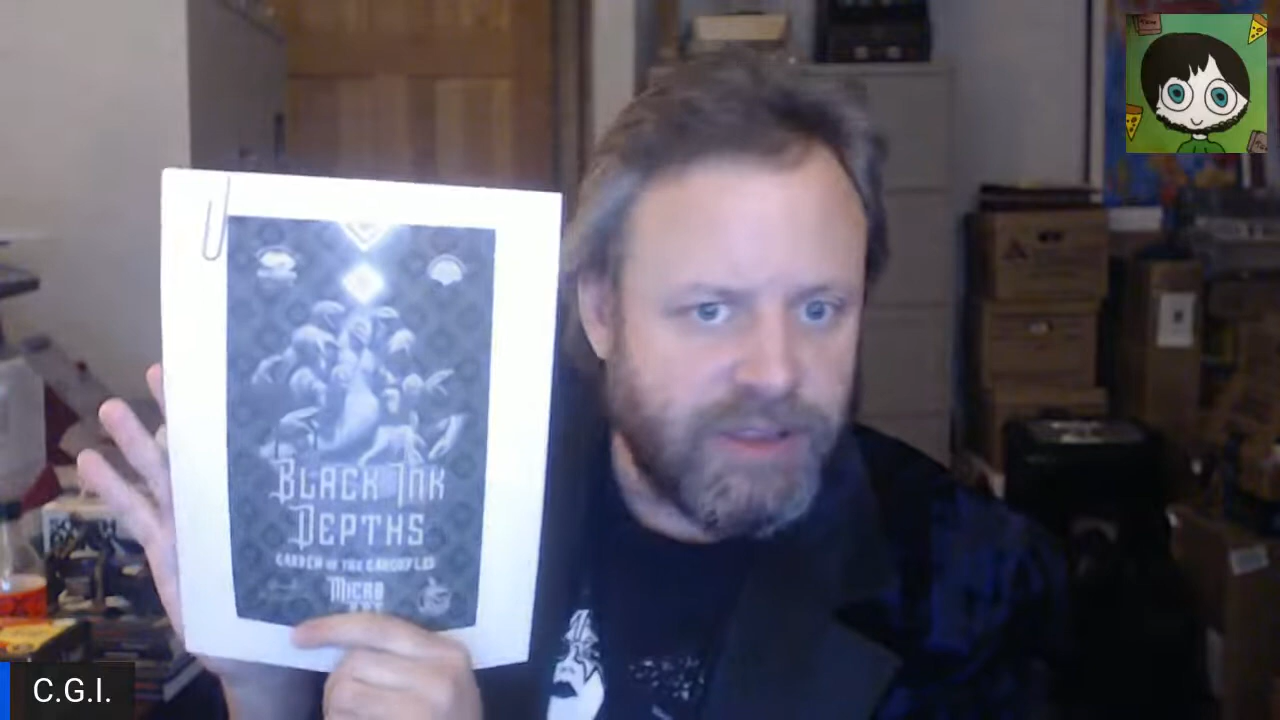 BLACK INK
DEPTHS
GARDEN OF THE GARGOYLES
MICRO
C.G.I.